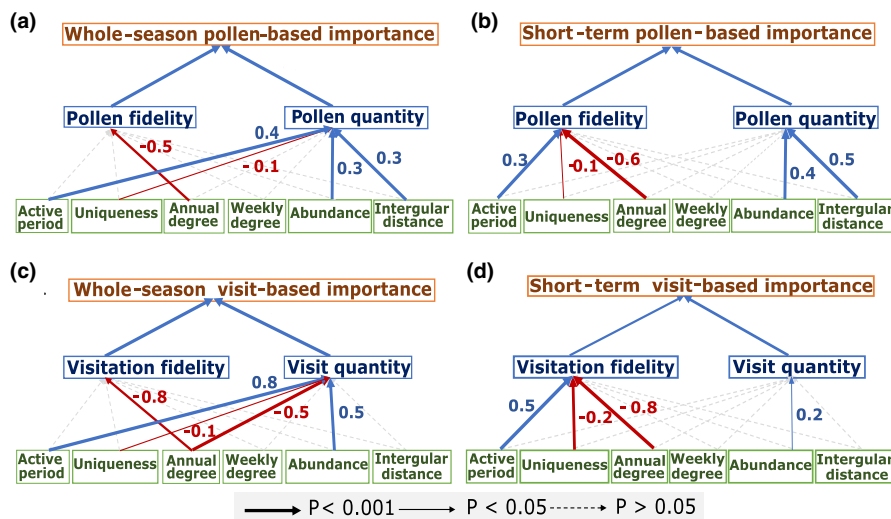 (a)
Whole-season pollen-based importance
Pollen fidelity
Pollen quantity
0.4
-0.5
-0.1
0.3
0.3
Active period
Uniqueness
Annual degree
Weekly degree
Abundance
Intergular distance
(b)
Short-term pollen-based importance
Pollen fidelity
Pollen quantity
0.3
-0.1
-0.6
0.4
0.5
Active period
Uniqueness
Annual degree
Weekly degree
Abundance
Intergular distance
(c)
Whole-season visit-based importance
Visitation fidelity
Visit quantity
0.8
-0.8
-0.5
-0.1
0.5
Active period
Uniqueness
Annual degree
Weekly degree
Abundance
Intergular distance
(d)
Short-term visit-based importance
Visitation fidelity
Visit quantity
0.5
-0.2
-0.8
0.2
Active period
Uniqueness
Annual degree
Weekly degree
Abundance
Intergular distance
P < 0.001 P < 0.05 P > 0.05